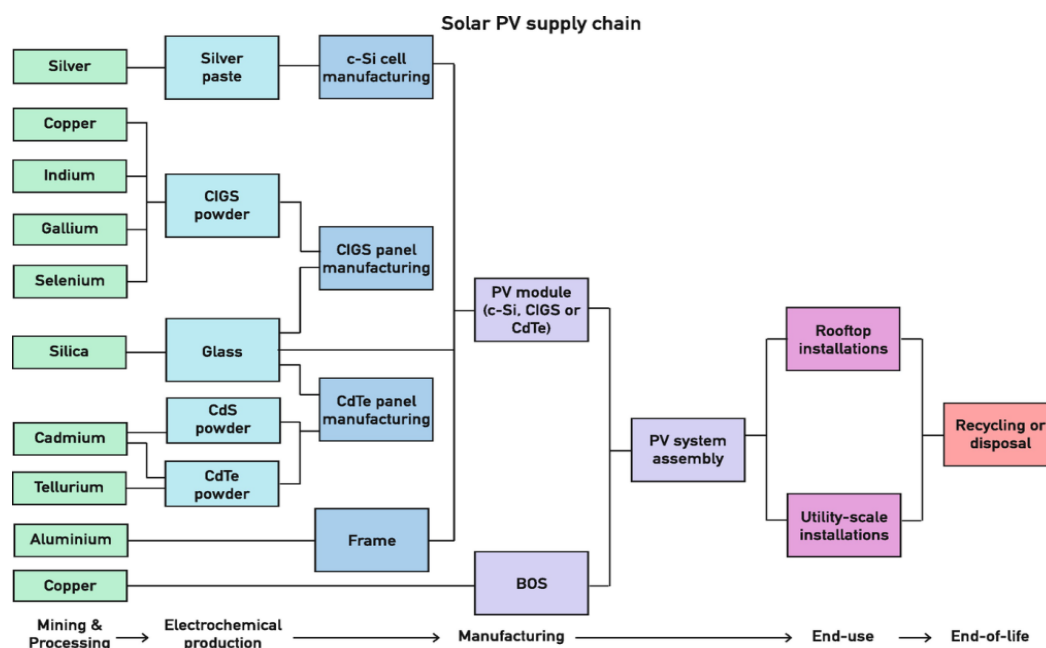 Solar PV supply chain
Silver
Silver
paste
c-Si cell
manufacturing
Copper
Indium
Gallium
Selenium
CIGS
powder
CIGS panel
manufacturing
Silica
Glass
CdTe panel
manufacturing
Cadmium
Tellurium
CdS
powder
CdTe
powder
Aluminium
Frame
Copper
BOS
PV module
(c-Si, CIGS or
CdTe)
PV system
assembly
Rooftop
installations
Utility-scale
installations
Recycling or
disposal
Mining &
Processing
Electrochemical
production
Manufacturing
End-use
End-of-life